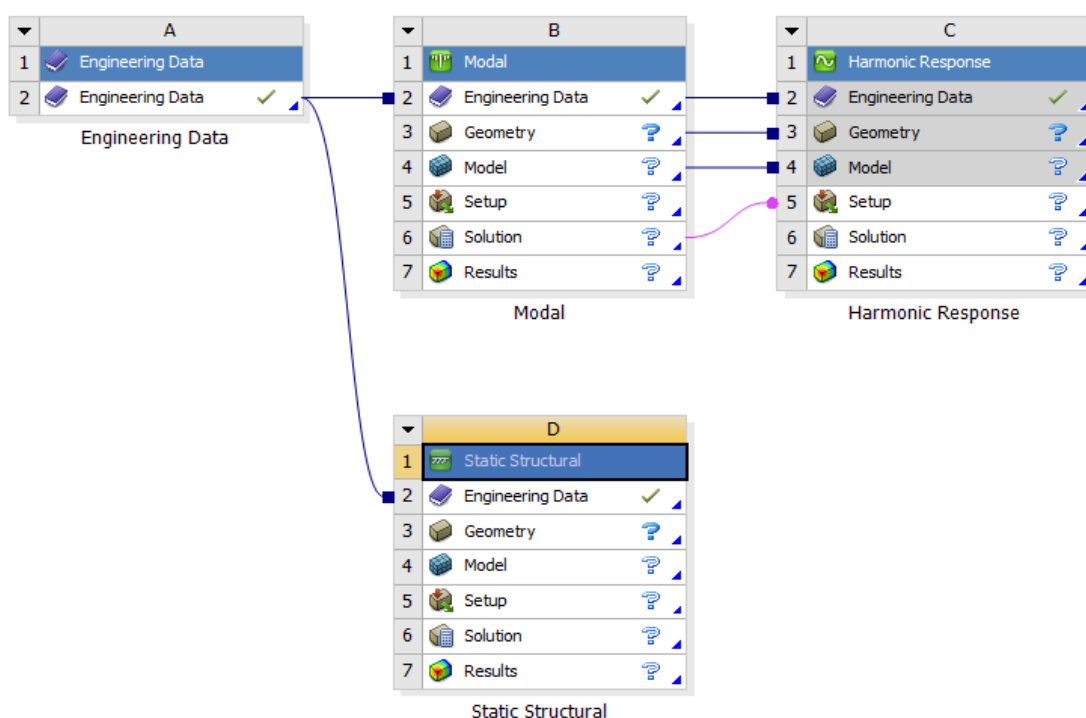 A
1 Engineering Data
2 Engineering Data
Engineering Data
B
1 Modal
2 Engineering Data
3 Geometry ?
4 Model ?
5 Setup ?
6 Solution ?
7 Results ?
Modal
C
1 Harmonic Response
2 Engineering Data
3 Geometry ?
4 Model ?
5 Setup ?
6 Solution ?
7 Results ?
Harmonic Response
D
1 Static Structural
2 Engineering Data
3 Geometry ?
4 Model ?
5 Setup ?
6 Solution ?
7 Results ?
Static Structural